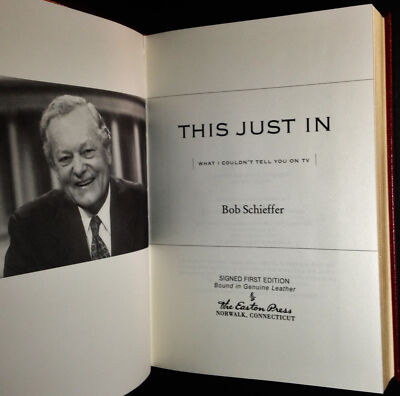 THIS JUST IN
WHAT I COULDN'T TELL YOU ON TV
Bob Schieffer
SIGNED FIRST EDITION
Bound in Genuine Leather
The Easton Press
NORWALK, CONNECTICUT